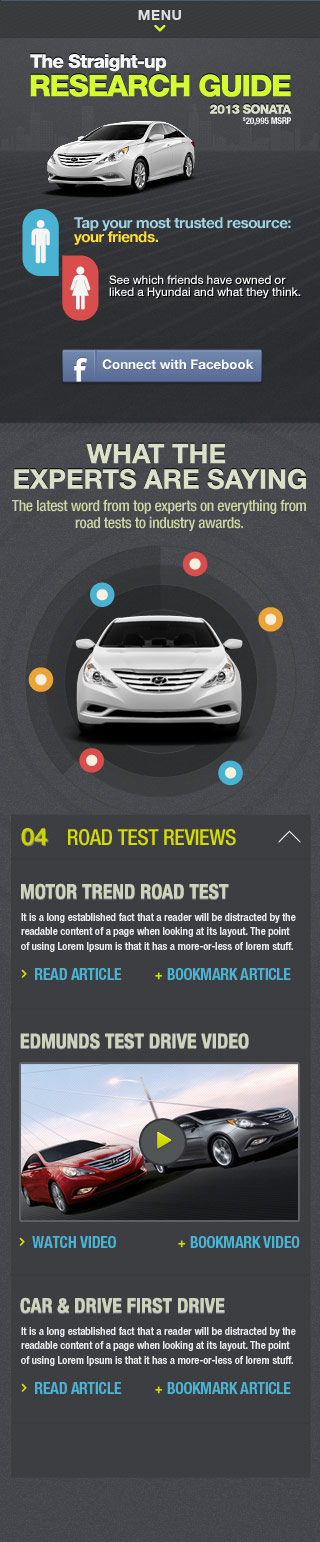 MENU
The Straight-up
RESEARCH GUIDE
2013 SONATA
$20,995 MSRP
Tap your most trusted resource:
your friends.
See which friends have owned or
liked a Hyundai and what they think.
f Connect with Facebook
WHAT THE
EXPERTS ARE SAYING
The latest word from top experts on everything from
road tests to industry awards.
04 ROAD TEST REVIEWS
MOTOR TREND ROAD TEST
It is a long established fact that a reader will be distracted by the
readable content of a page when looking at its layout. The point
of using Lorem Ipsum is that it has a more-or-less of lorem stuff.
> READ ARTICLE + BOOKMARK ARTICLE
EDMUNDS TEST DRIVE VIDEO
> WATCH VIDEO + BOOKMARK VIDEO
CAR & DRIVE FIRST DRIVE
It is a long established fact that a reader will be distracted by the
readable content of a page when looking at its layout. The point
of using Lorem Ipsum is that it has a more-or-less of lorem stuff.
> READ ARTICLE + BOOKMARK ARTICLE